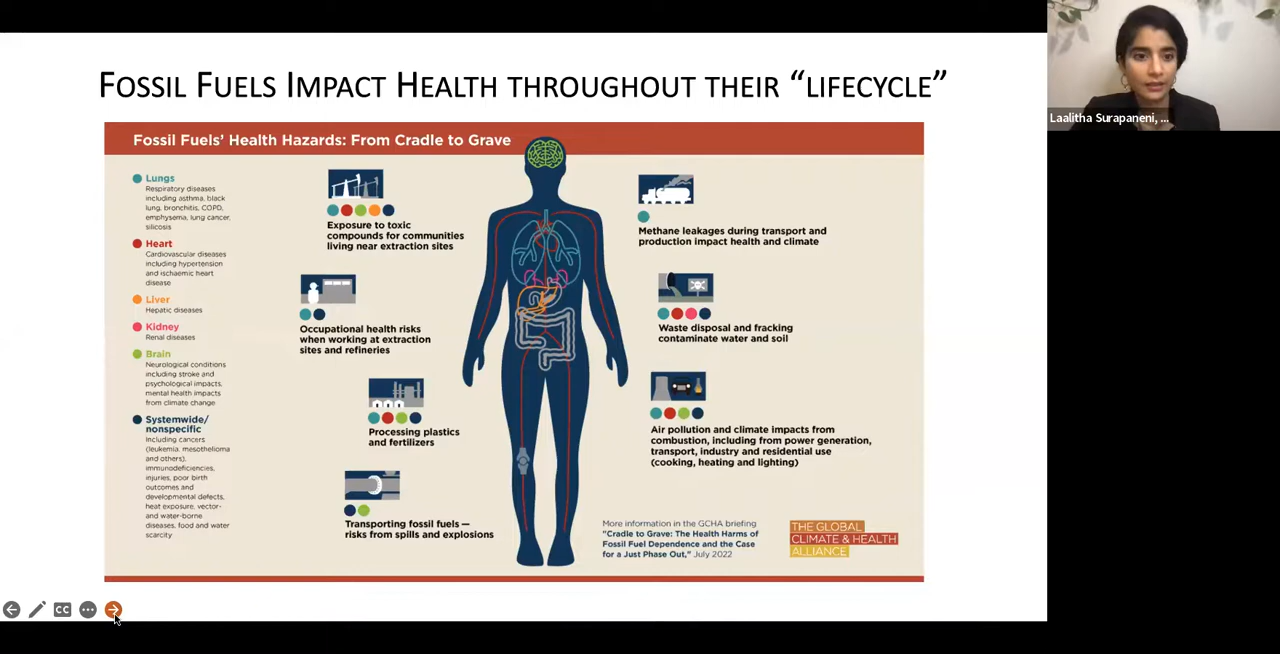 FOSSIL FUELS IMPACT HEALTH THROUGHOUT THEIR “LIFECYCLE”
Laalitha Surapaneni, ...
Fossil Fuels’ Health Hazards: From Cradle to Grave
Lungs
Respiratory diseases
including asthma, black
lung, bronchitis, COPD,
emphysema, lung cancer,
silicosis
Heart
Cardiovascular diseases
including hypertension
and ischaemic heart
disease
Liver
Hepatic diseases
Kidney
Renal diseases
Brain
Neurological conditions
including stroke and
psychological impacts,
mental health impacts
from climate change
Systemwide/
nonspecific
Including cancers
(leukemia, mesothelioma
and others),
immunodeficiencies,
injuries, poor birth
outcomes and
developmental defects,
heat exposure, vector-
and water-borne
diseases, food and water
scarcity
Exposure to toxic
compounds for communities
living near extraction sites
Occupational health risks
when working at extraction
sites and refineries
Processing plastics
and fertilizers
Transporting fossil fuels —
risks from spills and explosions
Methane leakages during transport and
production impact health and climate
Waste disposal and fracking
contaminate water and soil
Air pollution and climate impacts from
combustion, including from power generation,
transport, industry and residential use
(cooking, heating and lighting)
More information in the GCHA briefing
"Cradle to Grave: The Health Harms of
Fossil Fuel Dependence and the Case
for a Just Phase Out," July 2022
THE GLOBAL
CLIMATE & HEALTH
ALLIANCE
CC